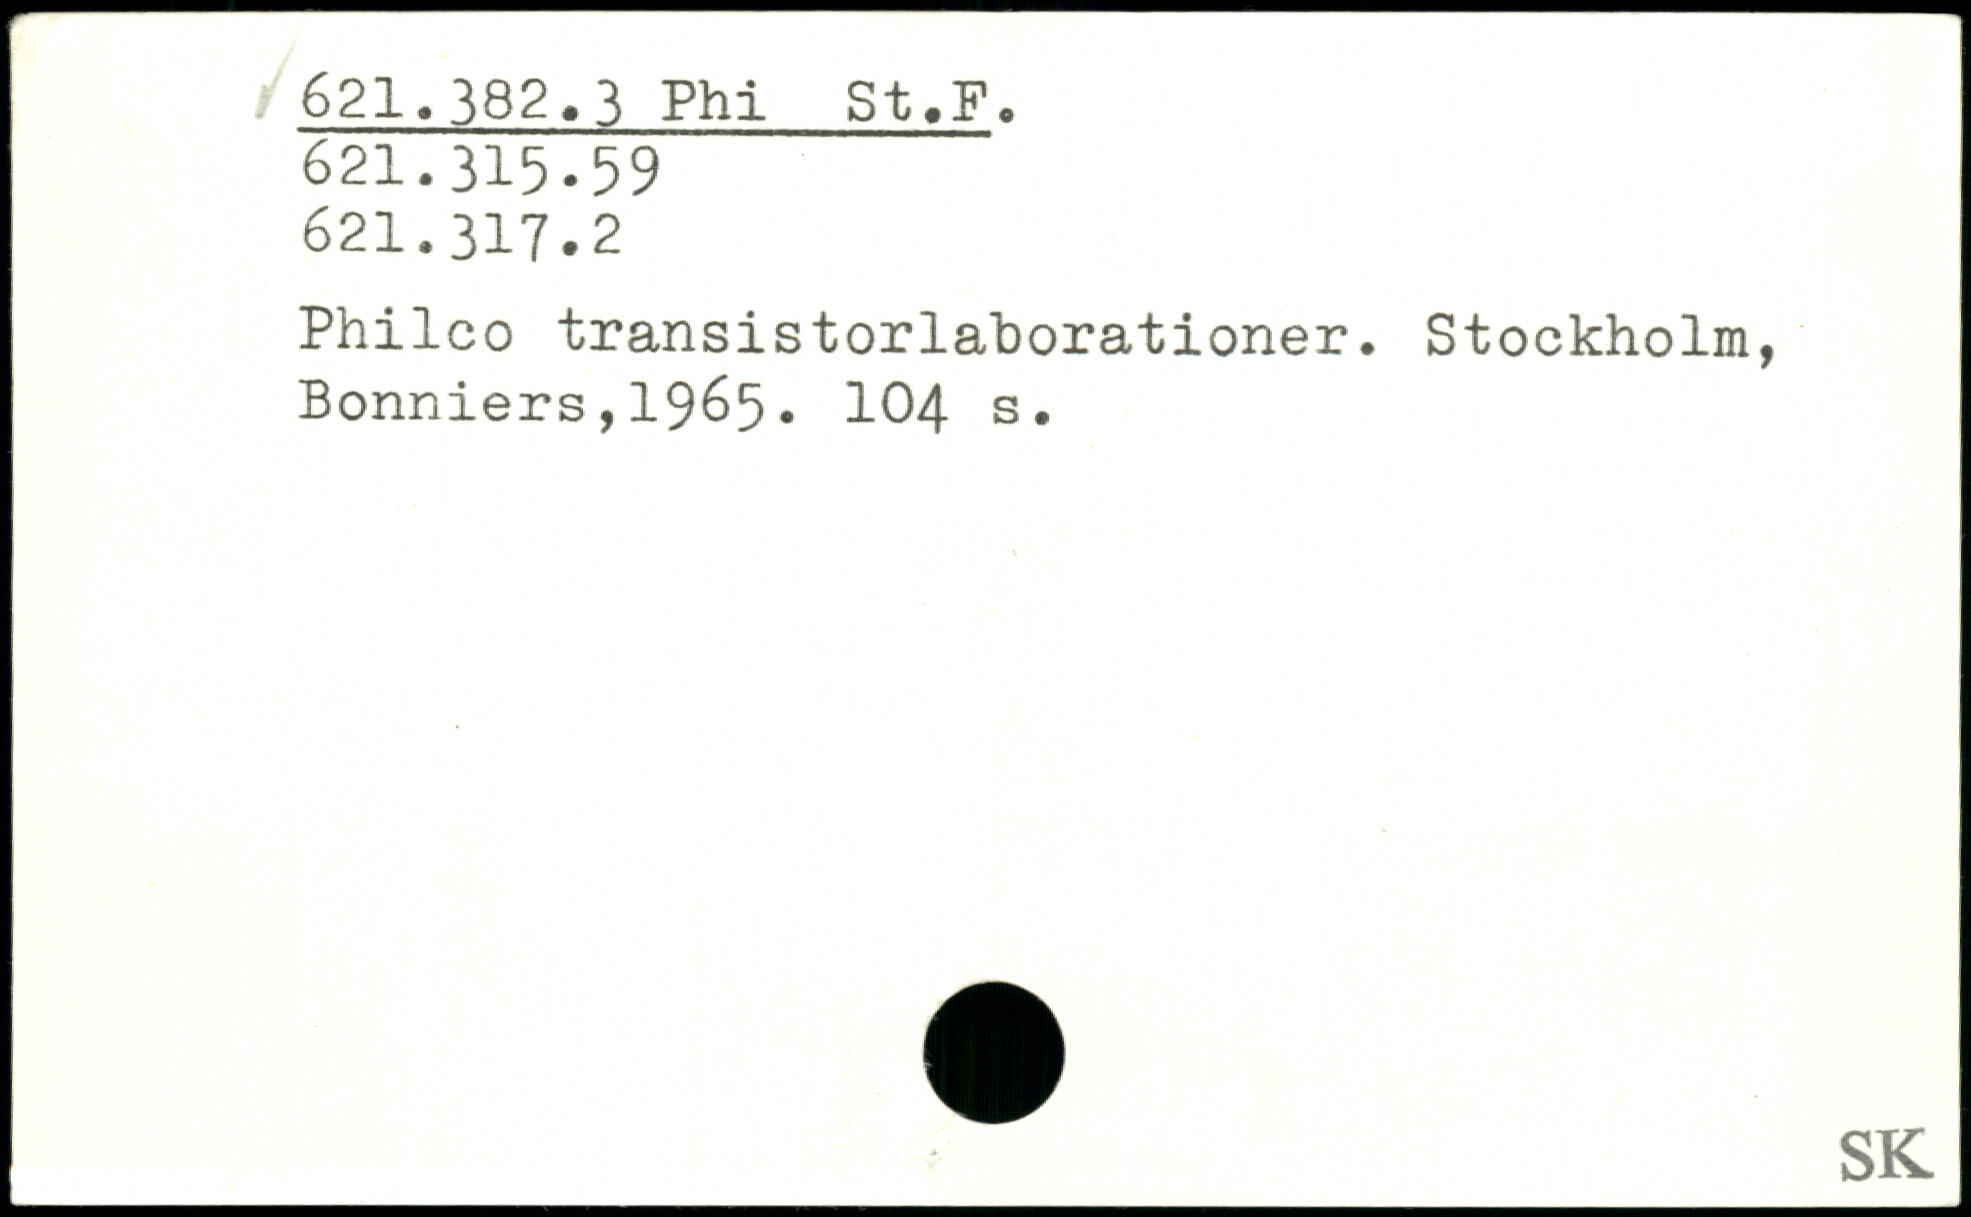 621.382.3 Phi St.F.
621.315.59
621.317.2
Philco transistorlaborationer. Stockholm,
Bonniers,1965. 104 s.
SK